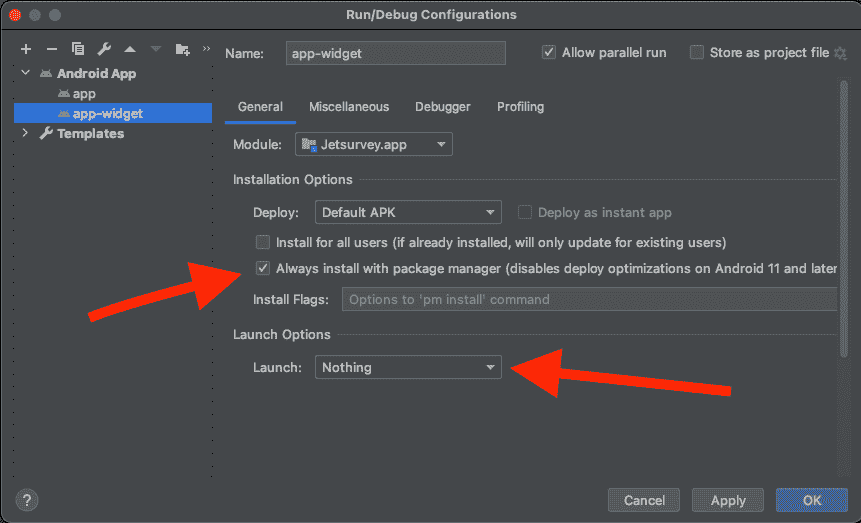 Run/Debug Configurations
Name: app-widget Allow parallel run Store as project file
Android App
app
app-widget
Templates
General Miscellaneous Debugger Profiling
Module: Jetsurvey.app
Installation Options
Deploy: Default APK Deploy as instant app
Install for all users (if already installed, will only update for existing users)
Always install with package manager (disables deploy optimizations on Android 11 and later
Install Flags: Options to 'pm install' command
Launch Options
Launch: Nothing
? Cancel Apply OK